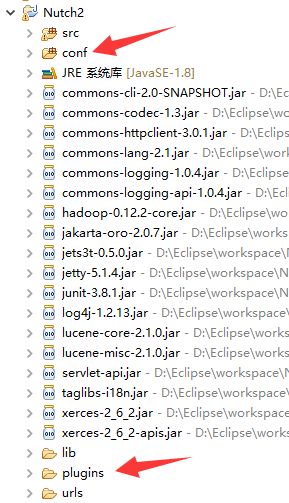 Nutch2
src
conf
JRE 系统库 [JavaSE-1.8]
commons-cli-2.0-SNAPSHOT.jar - D:\Ec
commons-codec-1.3.jar - D:\Eclipse\wor
commons-httpclient-3.0.1.jar - D:\Eclip
commons-lang-2.1.jar - D:\Eclipse\work
commons-logging-1.0.4.jar - D:\Eclipse
commons-logging-api-1.0.4.jar - D:\Ecl
hadoop-0.12.2-core.jar - D:\Eclipse\wo
jakarta-oro-2.0.7.jar - D:\Eclipse\works
jets3t-0.5.0.jar - D:\Eclipse\workspace
jetty-5.1.4.jar - D:\Eclipse\workspace\N
junit-3.8.1.jar - D:\Eclipse\workspace\N
log4j-1.2.13.jar - D:\Eclipse\workspace
lucene-core-2.1.0.jar - D:\Eclipse\work
lucene-misc-2.1.0.jar - D:\Eclipse\work
servlet-api.jar - D:\Eclipse\workspace\
taglibs-i18n.jar - D:\Eclipse\workspace
xerces-2_6_2.jar - D:\Eclipse\workspace
xerces-2_6_2-apis.jar - D:\Eclipse\work
lib
plugins
urls